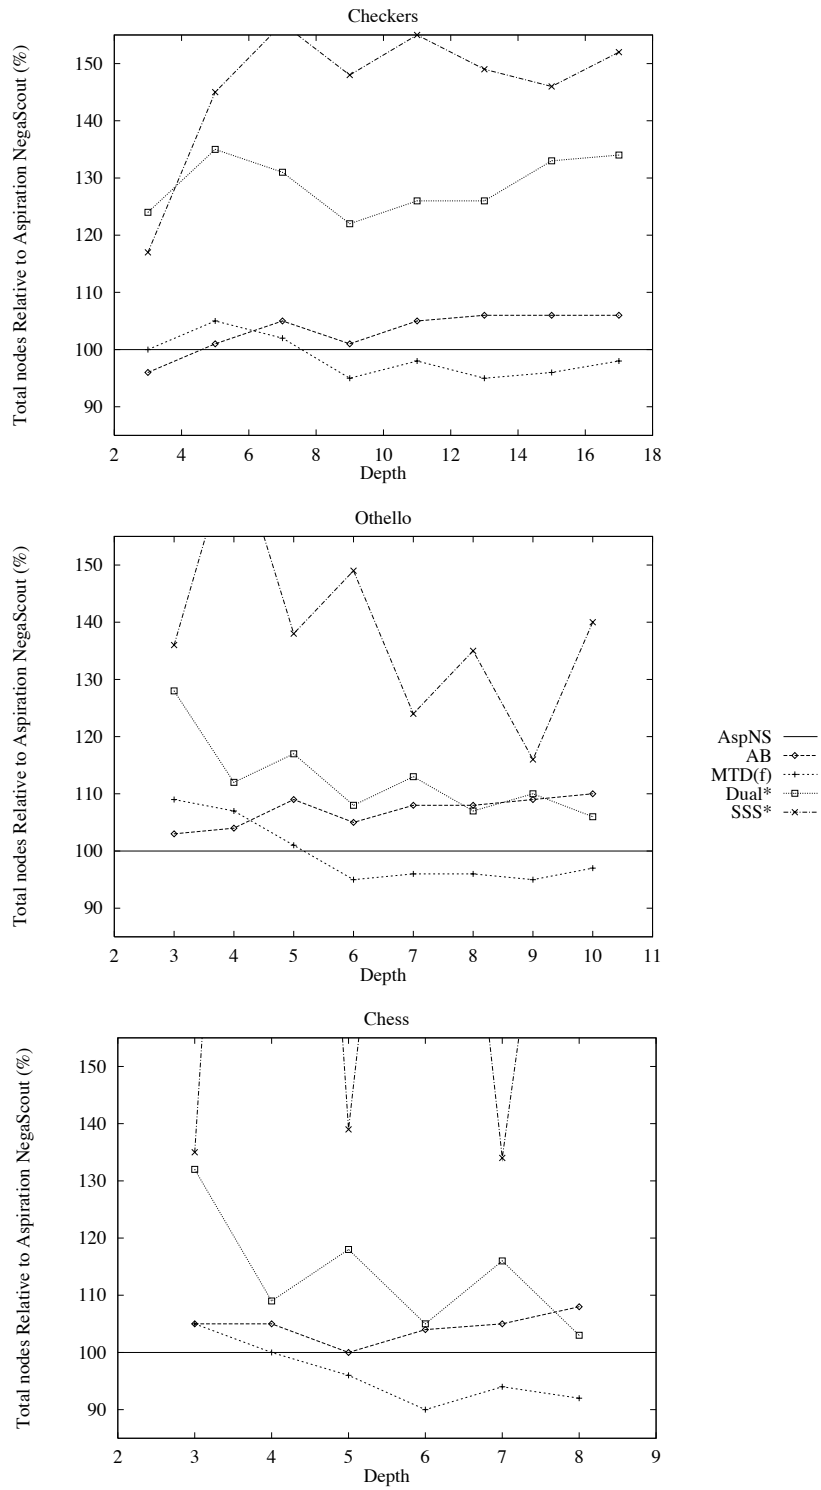 Checkers
Total nodes Relative to Aspiration NegaScout (%)
150
140
130
120
110
100
90
2 4 6 8 10 12 14 16 18
Depth
Othello
Total nodes Relative to Aspiration NegaScout (%)
150
140
130
120
110
100
90
2 3 4 5 6 7 8 9 10 11
Depth
AspNS
AB
MTD(f)
Dual*
SSS*
Chess
Total nodes Relative to Aspiration NegaScout (%)
150
140
130
120
110
100
90
2 3 4 5 6 7 8 9
Depth